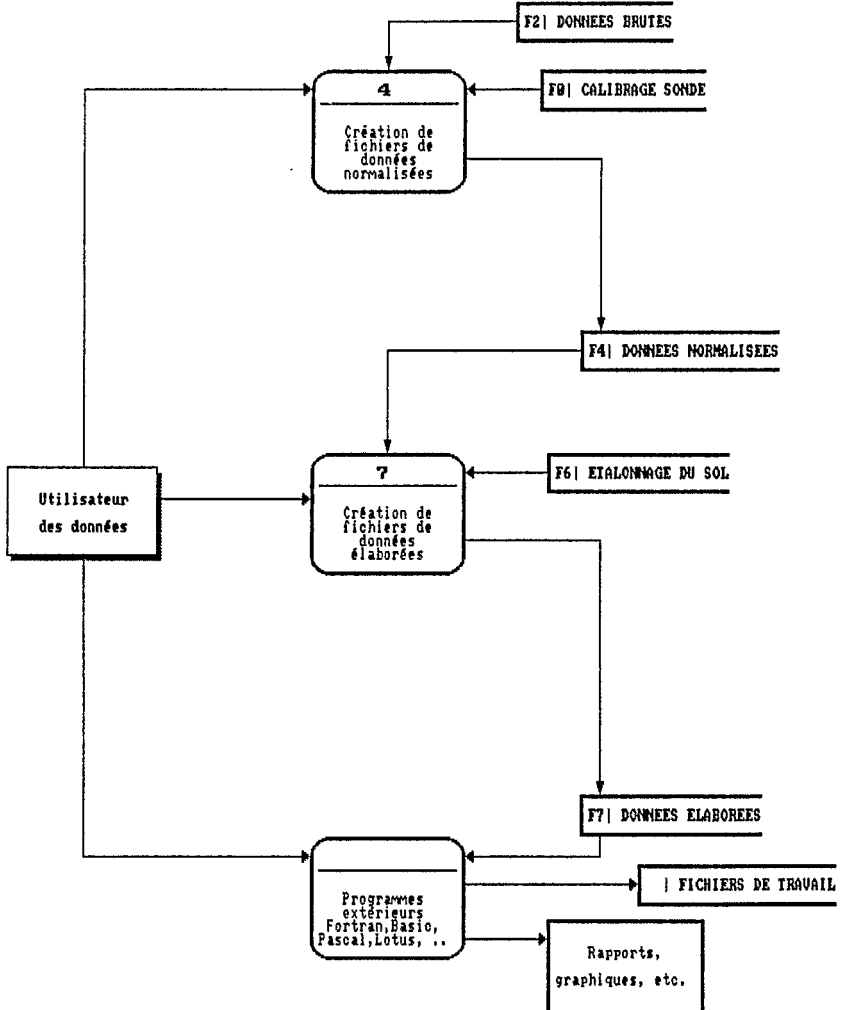 F2| DONNEES BRUTES
4
F0| CALIBRAGE SONDE
Création de
fichiers de
données
normalisées
F4| DONNEES NORMALISEES
7
F6| ETALONNAGE DU SOL
Utilisateur
des données
Création de
fichiers de
données
élaborées
F7| DONNEES ELABOREES
| FICHIERS DE TRAVAIL
Programmes
extérieurs
Fortran,Basic,
Pascal,Lotus, ..
Rapports,
graphiques, etc.